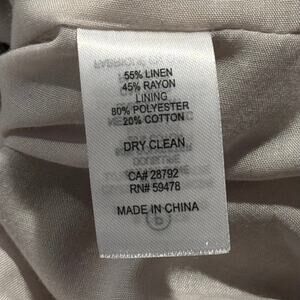 55% LINEN
45% RAYON
LINING
80% POLYESTER
20% COTTON
DRY CLEAN
CA# 28792
RN# 59478
MADE IN CHINA